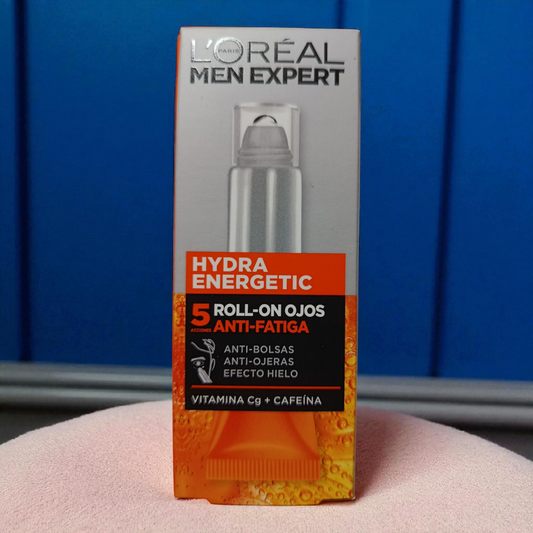 L'ORÉAL
PARIS
MEN EXPERT
HYDRA
ENERGETIC
5 ROLL-ON OJOS
ACCIONES ANTI-FATIGA
ANTI-BOLSAS
ANTI-OJERAS
EFECTO HIELO
VITAMINA Cg + CAFEÍNA